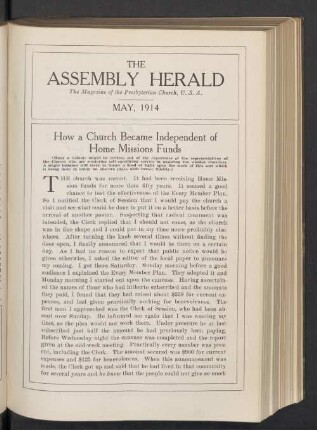 THE
ASSEMBLY HERALD
The Magazine of the Presbyterian Church, U. S. A.
MAY, 1914
How a Church Became Independent of
Home Missions Funds
THE church was vacant. It had been receiving Home Mis-
sion funds for more than fifty years. It seemed a good
chance to test the effectiveness of the Every Member Plan.
So I notified the Clerk of Session that I would pay the church a
visit and see what could be done to put it on a better basis before the
arrival of another pastor. Suspecting that radical treatment was
intended, the Clerk replied that I should not come, as the church
was in fine shape and I could put in my time more profitably else-
where. After turning the knob several times without finding the
door open, I finally announced that I would be there on a certain
day. As I had no reason to expect that public notice would be
given otherwise, I asked the editor of the local paper to announce
my coming. I got there Saturday. Sunday morning before a good
audience I explained the Every Member Plan. They adopted it and
Monday morning I started out upon the canvass. Having ascertained
the names of those who had hitherto subscribed and the amounts
they paid, I found that they had raised about $250 for current ex-
penses, and had given practically nothing for benevolences. The
first man I approached was the Clerk of Session, who had been ab-
sent over Sunday. He informed me again that I was wasting my
time, as the plan would not work there. Under pressure he at last
subscribed just half the amount he had previously been paying.
Before Wednesday night the canvass was completed and the report
given at the mid-week meeting. Practically every member was pres-
ent, including the Clerk. The amount secured was $900 for current
expenses and $425 for benevolences. When this announcement was
made, the Clerk got up and said that he had lived in that community
for several years and he knew that the people could not give so much